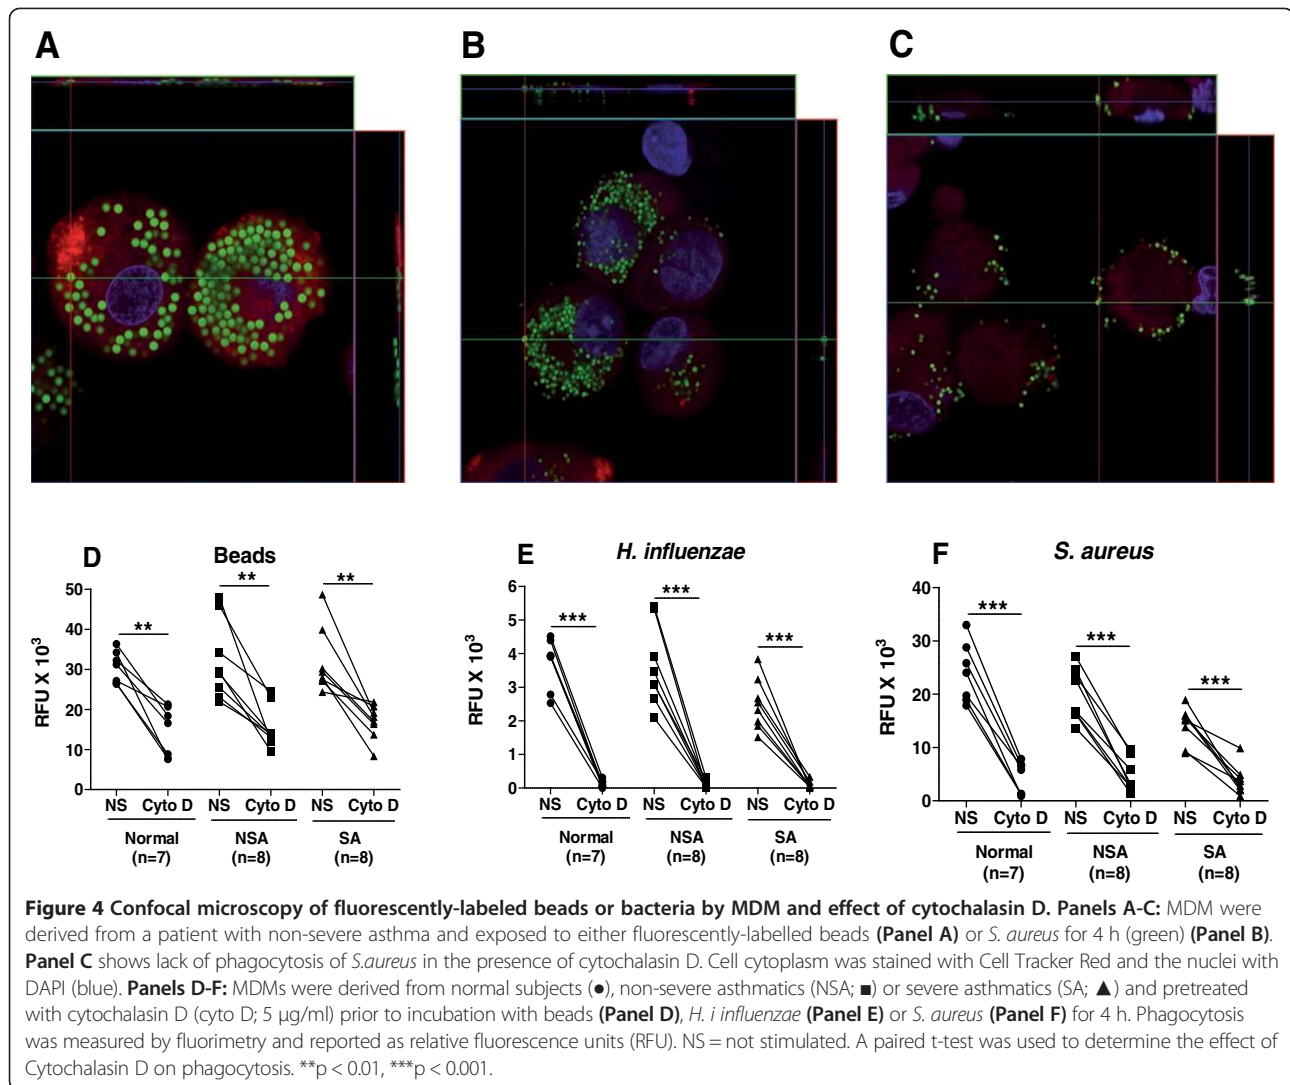 A
B
C
D
Beads
50
40
30
20
10
0
RFU X 10³
**
**
**
NS Cyto D NS Cyto D NS Cyto D
Normal
(n=7)
NSA
(n=8)
SA
(n=8)
E
H. influenzae
6
5
4
3
2
1
0
RFU X 10³
***
***
***
NS Cyto D NS Cyto D NS Cyto D
Normal
(n=7)
NSA
(n=8)
SA
(n=8)
F
S. aureus
40
30
20
10
0
RFU X 10³
***
***
***
NS Cyto D NS Cyto D NS Cyto D
Normal
(n=7)
NSA
(n=8)
SA
(n=8)
Figure 4 Confocal microscopy of fluorescently-labeled beads or bacteria by MDM and effect of cytochalasin D. Panels A-C: MDM were
derived from a patient with non-severe asthma and exposed to either fluorescently-labelled beads (Panel A) or S. aureus for 4 h (green) (Panel B).
Panel C shows lack of phagocytosis of S.aureus in the presence of cytochalasin D. Cell cytoplasm was stained with Cell Tracker Red and the nuclei with
DAPI (blue). Panels D-F: MDMs were derived from normal subjects (●), non-severe asthmatics (NSA; ■) or severe asthmatics (SA; ▲) and pretreated
with cytochalasin D (cyto D; 5 μg/ml) prior to incubation with beads (Panel D), H. i influenzae (Panel E) or S. aureus (Panel F) for 4 h. Phagocytosis
was measured by fluorimetry and reported as relative fluorescence units (RFU). NS = not stimulated. A paired t-test was used to determine the effect of
Cytochalasin D on phagocytosis. **p < 0.01, ***p < 0.001.